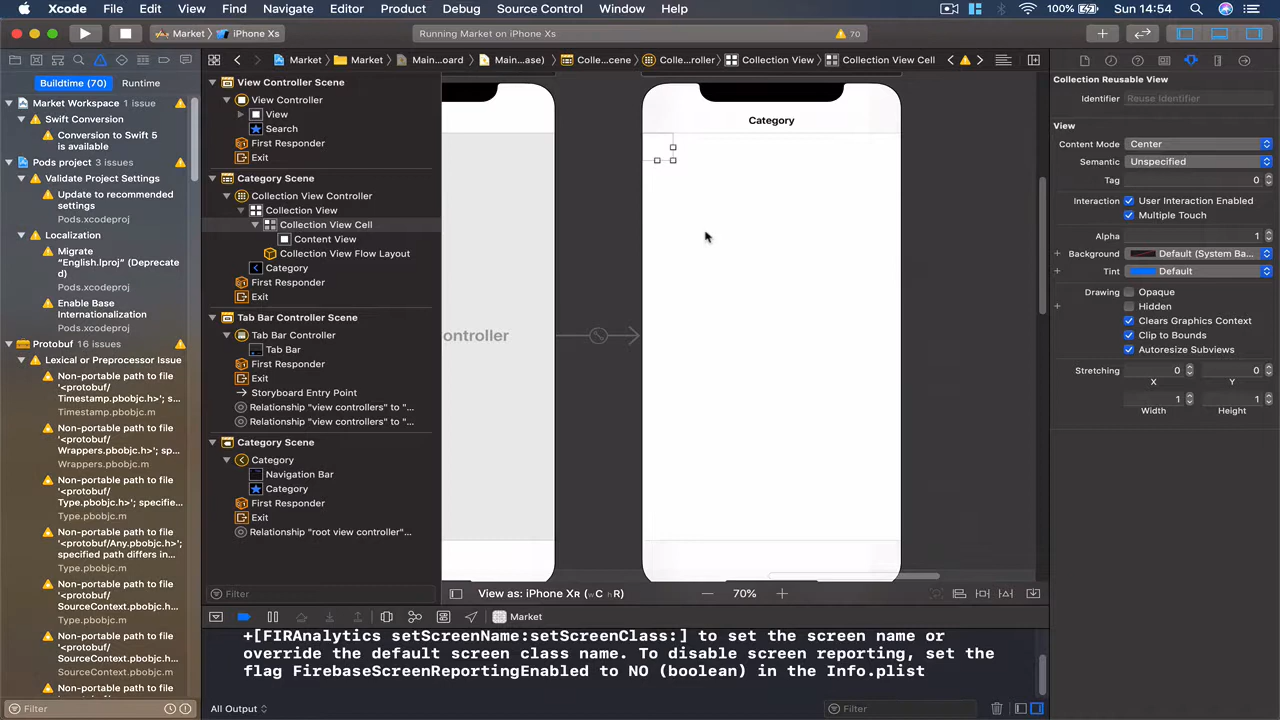 Xcode File Edit View Find Navigate Editor Product Debug Source Control Window Help 100% Sun 14:54
Market › iPhone Xs
Running Market on iPhone Xs
70
Market › Market › Main...oard › Main...ase) › Colle...cene › Colle...roller › Collection View › Collection View Cell
Buildtime (70) Runtime
Market Workspace 1 issue
Swift Conversion
Conversion to Swift 5
is available
Pods project 3 issues
Validate Project Settings
Update to recommended
settings
Pods.xcodeproj
Localization
Migrate
“English.lproj” (Deprecate
d)
Pods.xcodeproj
Enable Base
Internationalization
Pods.xcodeproj
Protobuf 16 issues
Lexical or Preprocessor Issue
Non-portable path to file
'<protobuf/
Timestamp.pbobjc.h>'; s...
Timestamp.pbobjc.m
Non-portable path to file
'<protobuf/
Wrappers.pbobjc.h>'; sp...
Wrappers.pbobjc.m
Non-portable path to file
'<protobuf/
Type.pbobjc.h>'; specifie...
Type.pbobjc.m
Non-portable path to file
'<protobuf/Any.pbobjc.h>';
specified path differs in...
Type.pbobjc.m
Non-portable path to file
'<protobuf/
SourceContext.pbobjc.h>...
SourceContext.pbobjc.m
Non-portable path to file
'<protobuf/
SourceContext.pbobjc.h>...
SourceContext.pbobjc.m
Non-portable path to file
Filter
View Controller Scene
View Controller
View
Search
First Responder
Exit
Category Scene
Collection View Controller
Collection View
Collection View Cell
Content View
Collection View Flow Layout
Category
First Responder
Exit
Tab Bar Controller Scene
Tab Bar Controller
Tab Bar
First Responder
Exit
Storyboard Entry Point
Relationship "view controllers" to "...
Relationship "view controllers" to "...
Category Scene
Category
Navigation Bar
Category
First Responder
Exit
Relationship "root view controller"...
Filter
ontroller
Category
View as: iPhone XR (wC hR)
70%
Market
+[FIRAnalytics setScreenName:setScreenClass:] to set the screen name or
override the default screen class name. To disable screen reporting, set the
flag FirebaseScreenReportingEnabled to NO (boolean) in the Info.plist
All Output
Filter
Collection Reusable View
Identifier Reuse Identifier
View
Content Mode Center
Semantic Unspecified
Tag 0
Interaction User Interaction Enabled
Multiple Touch
Alpha 1
Background Default (System Ba...
Tint Default
Drawing Opaque
Hidden
Clears Graphics Context
Clip to Bounds
Autoresize Subviews
Stretching 0 0
X Y
1 1
Width Height